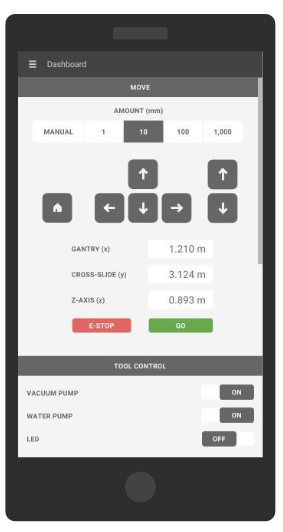 Dashboard
MOVE
AMOUNT (mm)
MANUAL 1 10 100 1,000
GANTRY (x) 1.210 m
CROSS-SLIDE (y) 3.124 m
Z-AXIS (z) 0.893 m
E-STOP GO
TOOL CONTROL
VACUUM PUMP ON
WATER PUMP ON
LED OFF